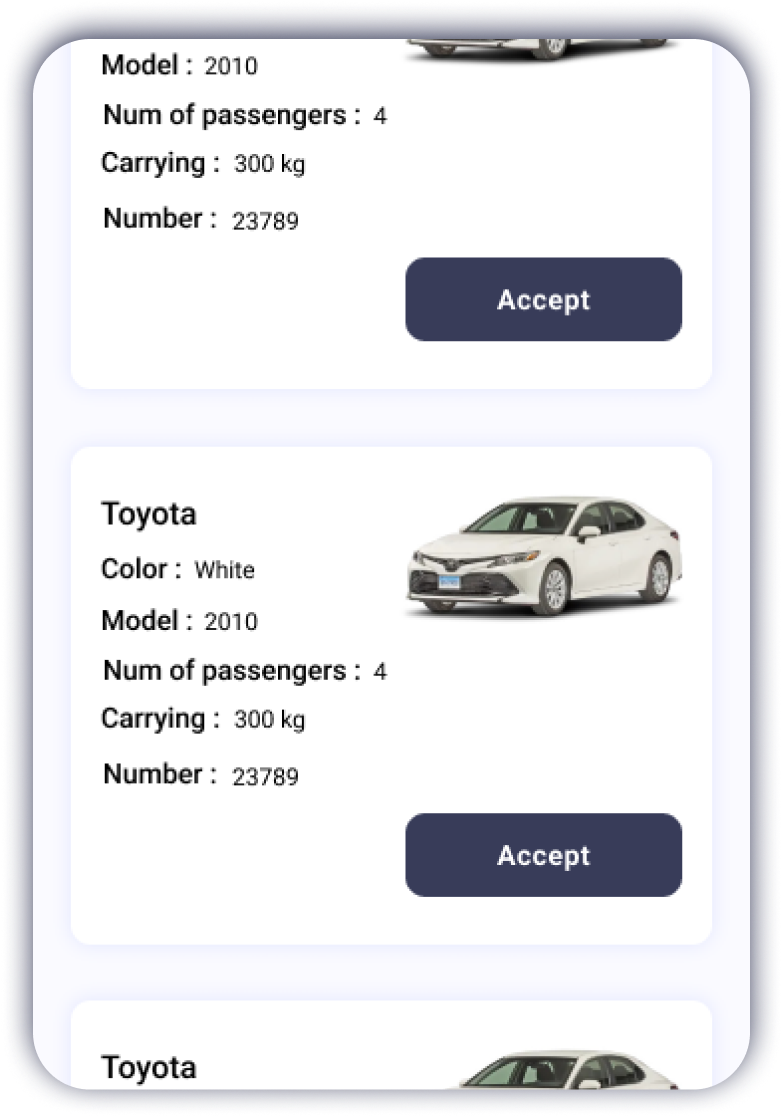 Model : 2010
Num of passengers : 4
Carrying : 300 kg
Number : 23789
Accept
Toyota
Color : White
Model : 2010
Num of passengers : 4
Carrying : 300 kg
Number : 23789
Accept
Toyota